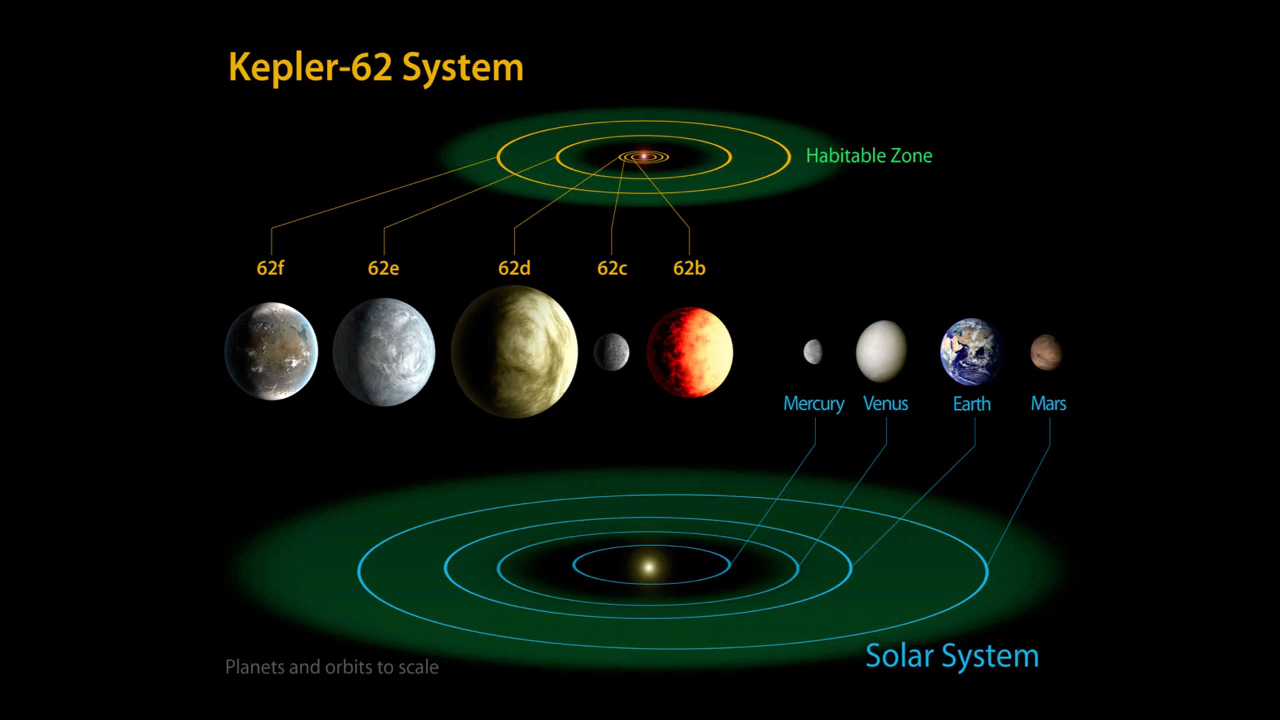 Kepler-62 System
Habitable Zone
62f 62e 62d 62c 62b
Mercury Venus Earth Mars
Solar System
Planets and orbits to scale